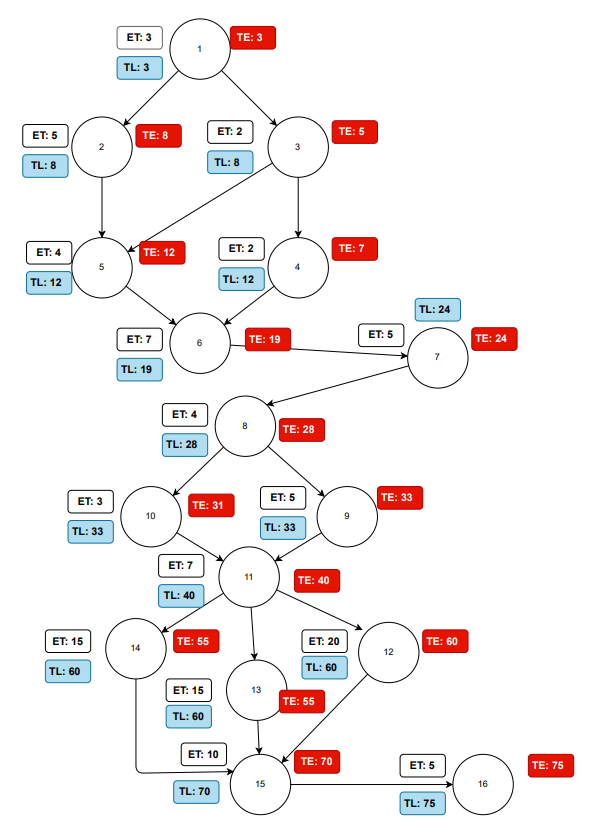 ET: 3
1
TE: 3
TL: 3
ET: 5
2
TE: 8
TL: 8
ET: 2
3
TE: 5
TL: 8
ET: 4
5
TE: 12
TL: 12
ET: 2
4
TE: 7
TL: 12
ET: 7
6
TE: 19
TL: 19
TL: 24
ET: 5
7
TE: 24
ET: 4
8
TE: 28
TL: 28
ET: 3
10
TE: 31
TL: 33
ET: 5
9
TE: 33
TL: 33
ET: 7
11
TE: 40
TL: 40
ET: 15
14
TE: 55
TL: 60
ET: 20
12
TE: 60
TL: 60
ET: 15
13
TE: 55
TL: 60
ET: 10
15
TE: 70
TL: 70
ET: 5
16
TE: 75
TL: 75